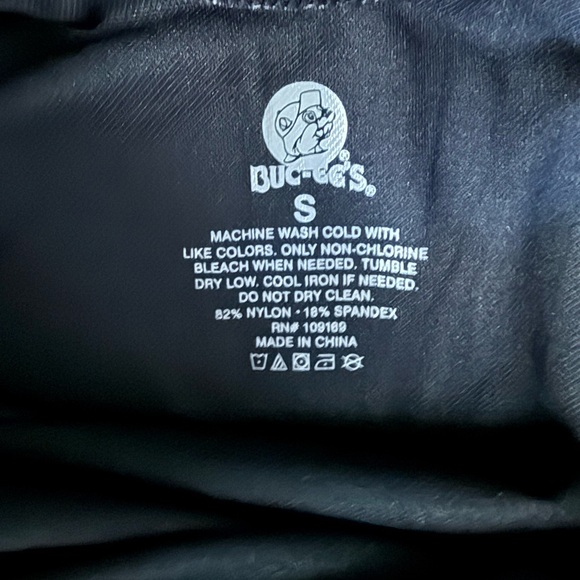 BUC-EE'S®
S
MACHINE WASH COLD WITH
LIKE COLORS. ONLY NON-CHLORINE
BLEACH WHEN NEEDED. TUMBLE
DRY LOW. COOL IRON IF NEEDED.
DO NOT DRY CLEAN.
82% NYLON • 18% SPANDEX
RN# 109169
MADE IN CHINA